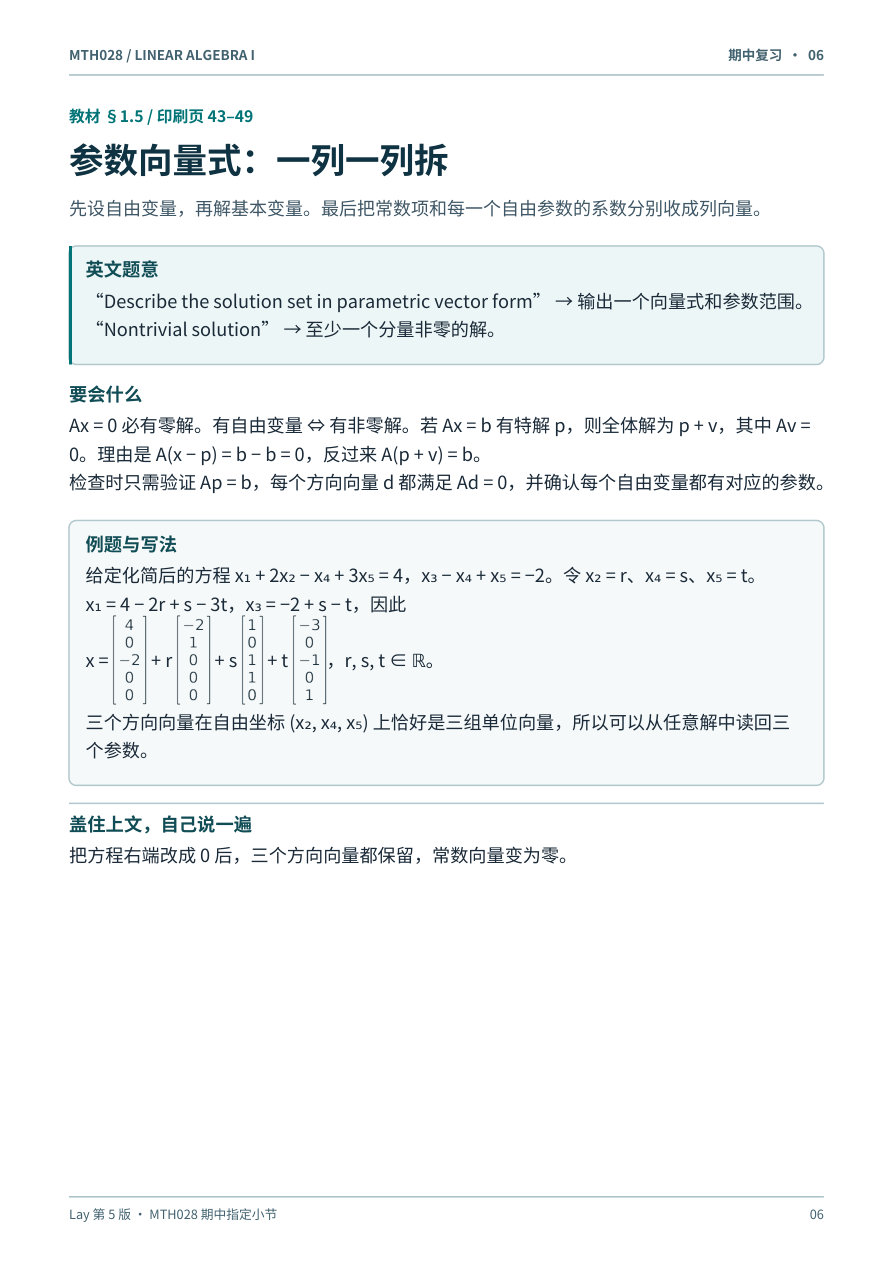 MTH028 / LINEAR ALGEBRA I
期中复习 · 06
教材 §1.5 / 印刷页 43–49
参数向量式：一列一列拆
先设自由变量，再解基本变量。最后把常数项和每一个自由参数的系数分别收成列向量。
英文题意
“Describe the solution set in parametric vector form” → 输出一个向量式和参数范围。
“Nontrivial solution” → 至少一个分量非零的解。
要会什么
Ax = 0 必有零解。有自由变量 ⇔ 有非零解。若 Ax = b 有特解 p，则全体解为 p + v，其中 Av =
0。理由是 A(x − p) = b − b = 0，反过来 A(p + v) = b。
检查时只需验证 Ap = b，每个方向向量 d 都满足 Ad = 0，并确认每个自由变量都有对应的参数。
例题与写法
给定化简后的方程 x₁ + 2x₂ − x₄ + 3x₅ = 4，x₃ − x₄ + x₅ = −2。令 x₂ = r、x₄ = s、x₅ = t。
x₁ = 4 − 2r + s − 3t，x₃ = −2 + s − t，因此
x = [4 0 −2 0 0] + r [−2 1 0 0 0] + s [1 0 1 1 0] + t [−3 0 −1 0 1]，r, s, t ∈ ℝ。
三个方向向量在自由坐标 (x₂, x₄, x₅) 上恰好是三组单位向量，所以可以从任意解中读回三
个参数。
盖住上文，自己说一遍
把方程右端改成 0 后，三个方向向量都保留，常数向量变为零。
Lay 第 5 版 · MTH028 期中指定小节
06